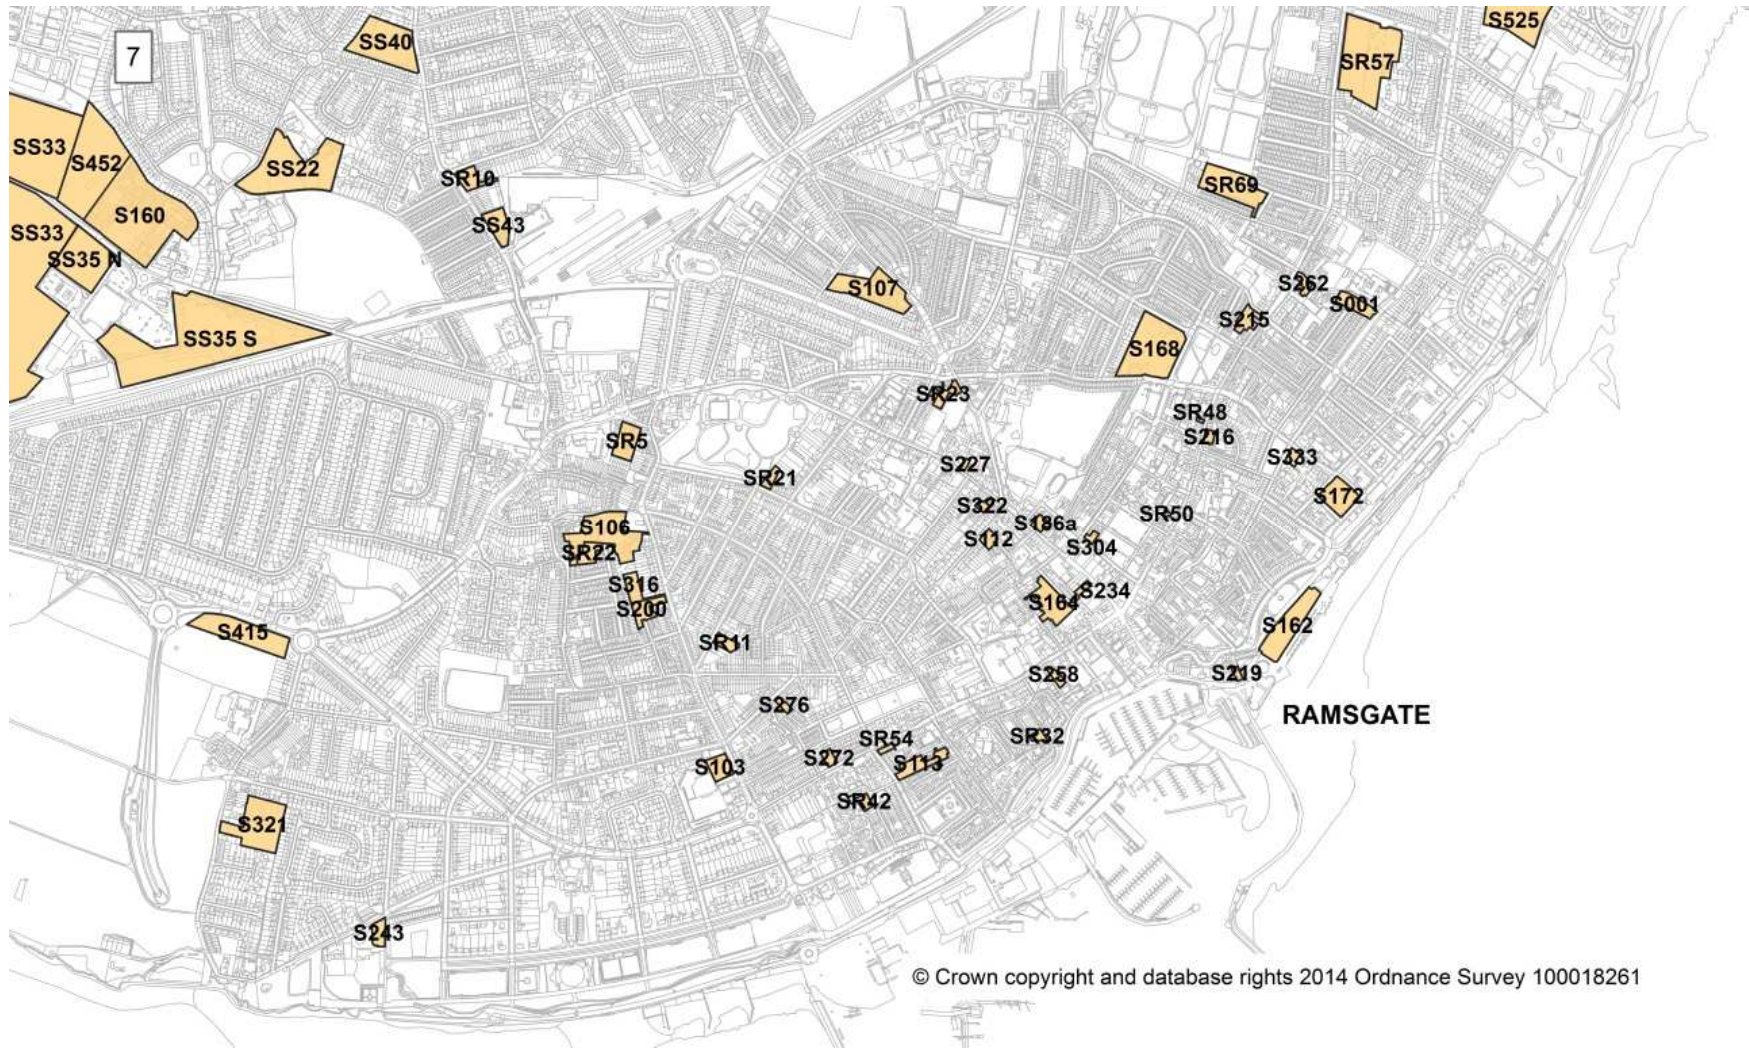 S525
SS40
7
SR57
SS33
S452
SS22
SR10
SR69
S160
SS43
SS33
SS35 N
S107
S262
S001
S215
SS35 S
S168
SR23
SR48
SR5
S216
S227
S333
SR21
S172
S322
SR50
S106
S186a
S112
S304
SR22
S316
S234
S164
S200
S415
S162
SR11
S258
S219
S276
RAMSGATE
SR32
SR54
S272
S113
S103
SR42
S321
S243
© Crown copyright and database rights 2014 Ordnance Survey 100018261